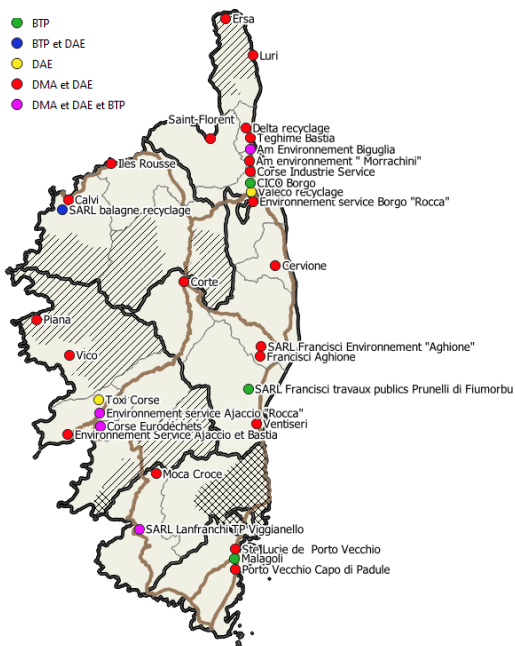 BTP
BTP et DAE
DAE
DMA et DAE
DMA et DAE et BTP
Ersa
Luri
Saint-Florent
Delta recyclage
Teghime Bastia
Am Environnement Biguglia
Am environnement " Morrachini"
Iles Rousse
Corse Industrie Service
CICO Borgo
Valeco recyclage
Environnement service Borgo "Rocca"
Calvi
SARL balagne recyclage
Cervione
Corte
Piana
SARL Francisci Environnement "Aghione"
Francisci Aghione
Vico
SARL Francisci travaux publics Prunelli di Fiumorbu
Toxi Corse
Environnement service Ajaccio "Rocca"
Corse Eurodéchets
Ventiseri
Environnement Service Ajaccio et Bastia
Moca Croce
SARL Lanfranchi TP Viggianello
Ste Lucie de Porto Vecchio
Malagoli
Porto Vecchio Capo di Padule